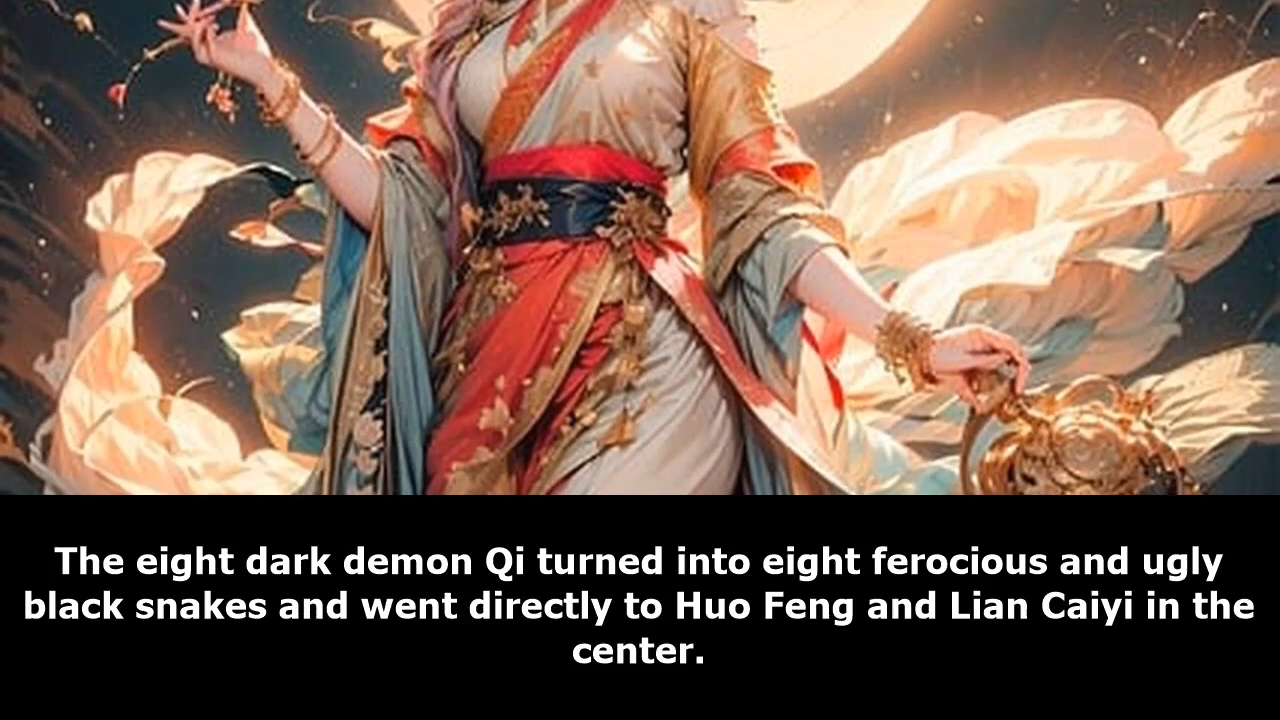 The eight dark demon Qi turned into eight ferocious and ugly
black snakes and went directly to Huo Feng and Lian Caiyi in the
center.